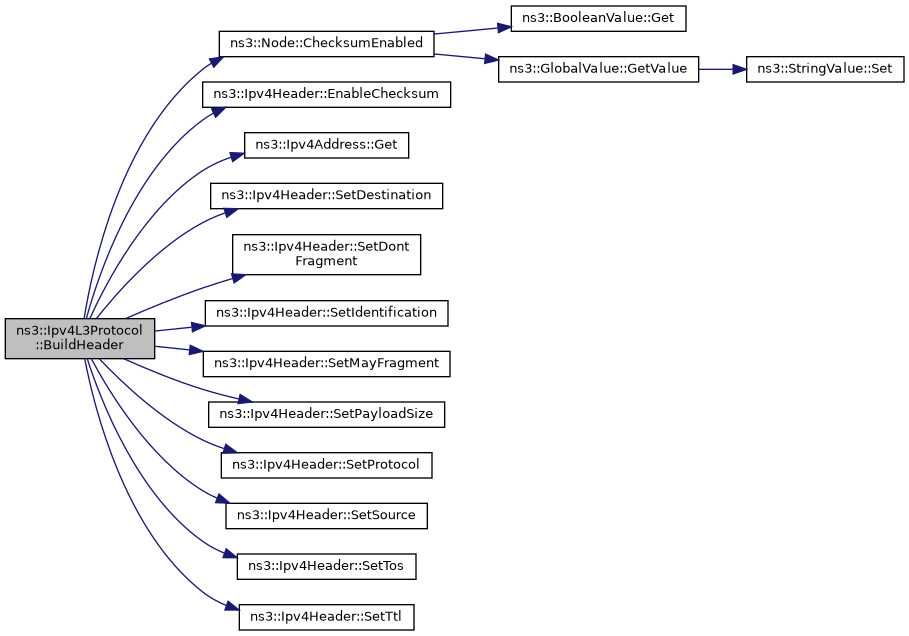 ns3::Ipv4L3Protocol
::BuildHeader
ns3::Node::ChecksumEnabled
ns3::BooleanValue::Get
ns3::GlobalValue::GetValue
ns3::StringValue::Set
ns3::Ipv4Header::EnableChecksum
ns3::Ipv4Address::Get
ns3::Ipv4Header::SetDestination
ns3::Ipv4Header::SetDont
Fragment
ns3::Ipv4Header::SetIdentification
ns3::Ipv4Header::SetMayFragment
ns3::Ipv4Header::SetPayloadSize
ns3::Ipv4Header::SetProtocol
ns3::Ipv4Header::SetSource
ns3::Ipv4Header::SetTos
ns3::Ipv4Header::SetTtl